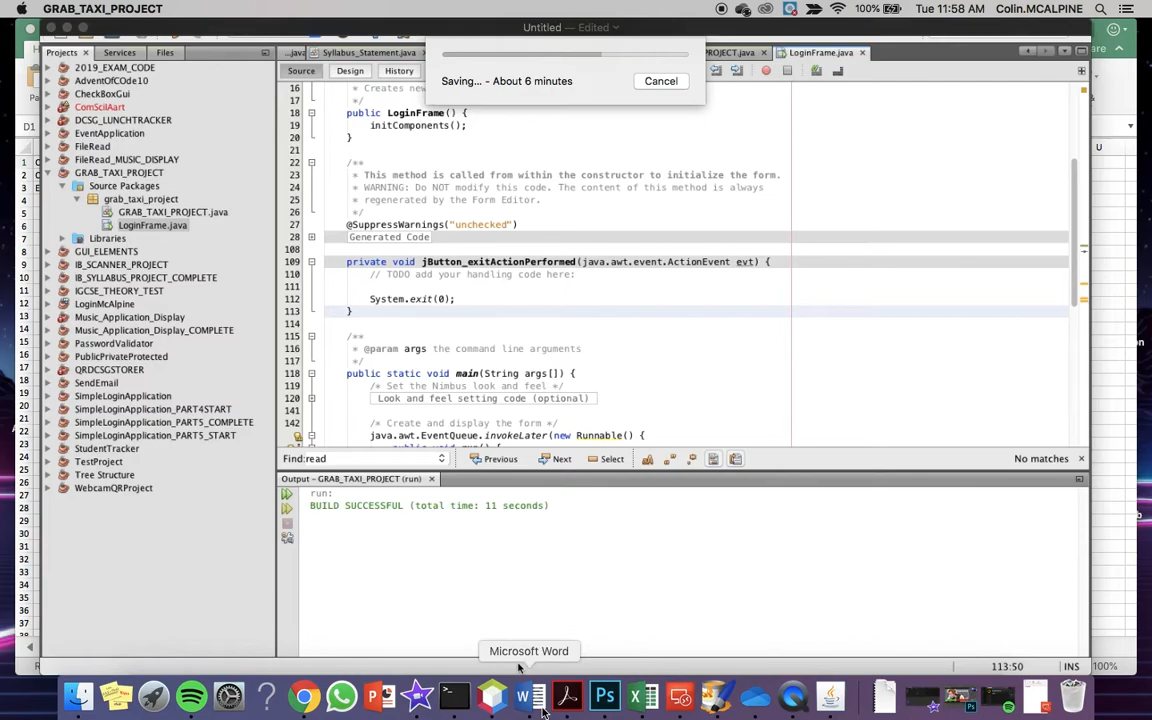 GRAB_TAXI_PROJECT
100%
Tue 11:58 AM
Colin.MCALPINE
Untitled — Edited
Projects
Services
Files
...java
Syllabus_Statement.java
PROJECT.java
LoginFrame.java
Saving... - About 6 minutes
Cancel
Source
Design
History
2019_EXAM_CODE
AdventOfCode10
CheckBoxGui
ComSciIAart
DCSG_LUNCHTRACKER
EventApplication
FileRead
FileRead_MUSIC_DISPLAY
GRAB_TAXI_PROJECT
Source Packages
grab_taxi_project
GRAB_TAXI_PROJECT.java
LoginFrame.java
Libraries
GUI_ELEMENTS
IB_SCANNER_PROJECT
IB_SYLLABUS_PROJECT_COMPLETE
IGCSE_THEORY_TEST
LoginMcAlpine
Music_Application_Display
Music_Application_Display_COMPLETE
PasswordValidator
PublicPrivateProtected
QRDCSGSTORER
SendEmail
SimpleLoginApplication
SimpleLoginApplication_PART4START
SimpleLoginApplication_PART5_COMPLETE
SimpleLoginApplication_PART5_START
StudentTracker
TestProject
Tree Structure
WebcamQRProject
16 * Creates new
17 */
18 public LoginFrame() {
19 initComponents();
20 }
21
22 /**
23 * This method is called from within the constructor to initialize the form.
24 * WARNING: Do NOT modify this code. The content of this method is always
25 * regenerated by the Form Editor.
26 */
27 @SuppressWarnings("unchecked")
28 Generated Code
108
109 private void jButton_exitActionPerformed(java.awt.event.ActionEvent evt) {
110 // TODO add your handling code here:
111
112 System.exit(0);
113 }
114
115 /**
116 * @param args the command line arguments
117 */
118 public static void main(String args[]) {
119 /* Set the Nimbus look and feel */
120 Look and feel setting code (optional)
141
142 /* Create and display the form */
java.awt.EventQueue.invokeLater(new Runnable() {
Find: read
Previous
Next
Select
No matches
Output - GRAB_TAXI_PROJECT (run)
run:
BUILD SUCCESSFUL (total time: 11 seconds)
Microsoft Word
113:50
INS
100%
D1
U